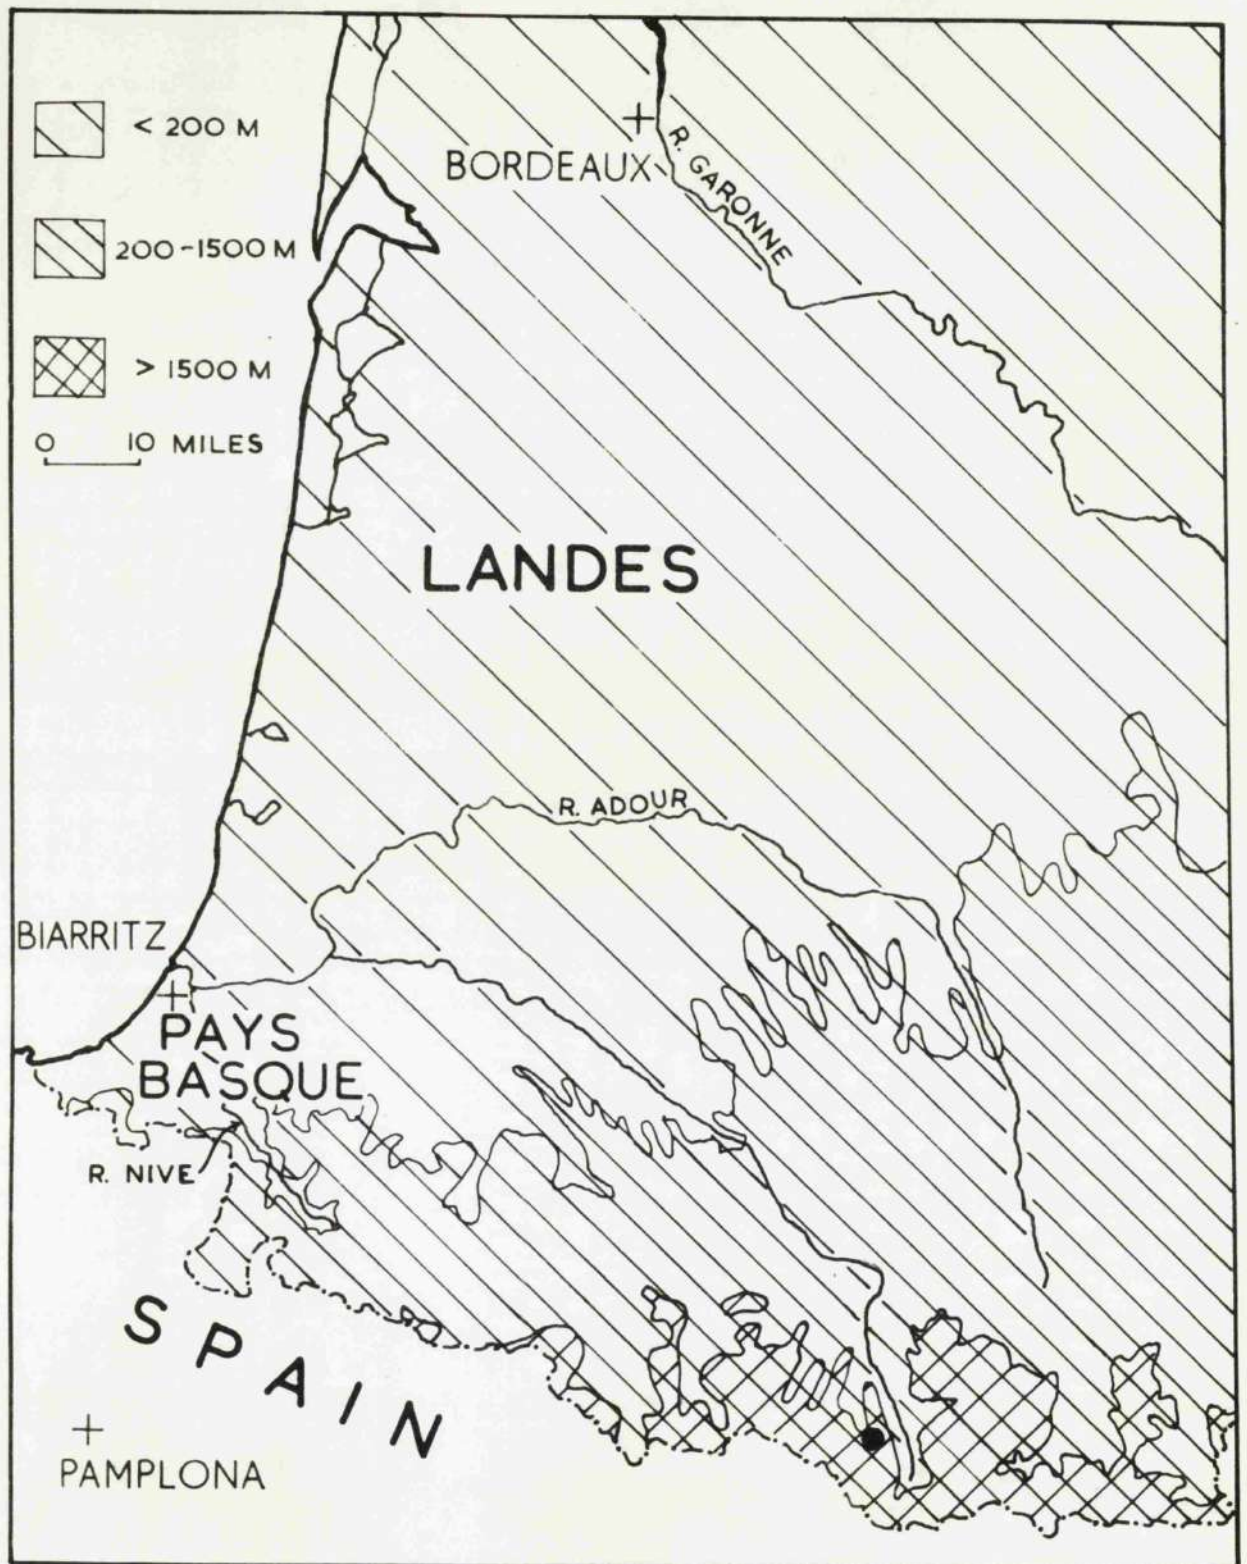 < 200 M
200-1500 M
> 1500 M
0 10 MILES
BORDEAUX
R. GARONNE
LANDES
R. ADOUR
BIARRITZ
PAYS
BASQUE
R. NIVE
SPAIN
PAMPLONA